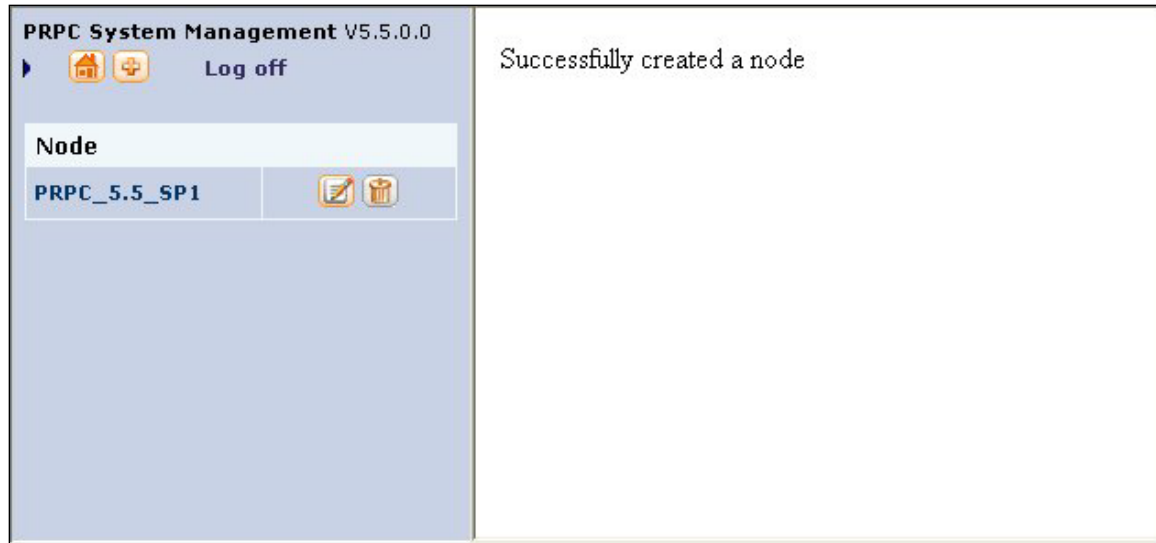 PRPC System Management V5.5.0.0
Log off
Successfully created a node
Node
PRPC_5.5_SP1